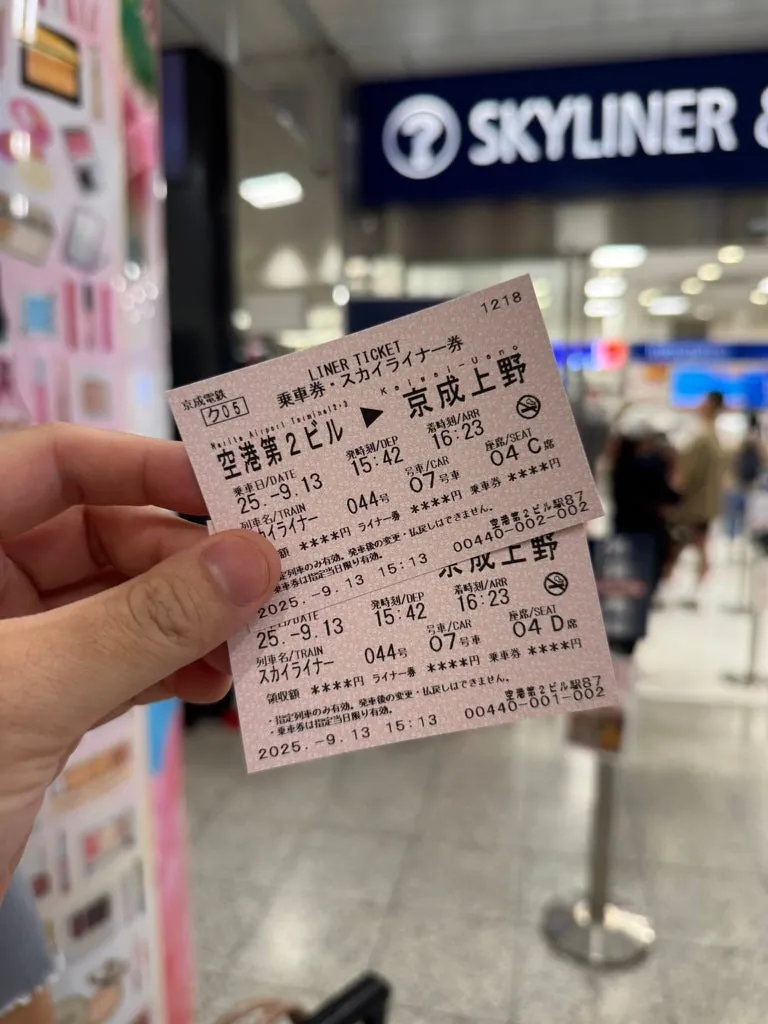 SKYLINER &
1218
LINER TICKET
京成電鉄
乗車券・スカイライナー券
ク05
Narita Airport Terminal2・3
Keisei-Ueno
空港第2ビル ▶ 京成上野
乗車日/DATE 発時刻/DEP 着時刻/ARR
25.-9.13 15:42 16:23
列車名/TRAIN 号車/CAR 座席/SEAT
スカイライナー 044号 07号車 04 C席
額 ****円 ライナー券 ****円 乗車券 ****円
指定列車のみ有効。発車後の変更・払戻しはできません。
乗車券は指定当日限り有効。
空港第2ビル駅87
2025.-9.13 15:13 00440-002-002
京成上野
発時刻/DEP 着時刻/ARR
25.-9.13 15:42 16:23
列車名/TRAIN 号車/CAR 座席/SEAT
スカイライナー 044号 07号車 04 D席
領収額 ****円 ライナー券 ****円 乗車券 ****円
・指定列車のみ有効。発車後の変更・払戻しはできません。
・乗車券は指定当日限り有効。
空港第2ビル駅87
2025.-9.13 15:13 00440-001-002